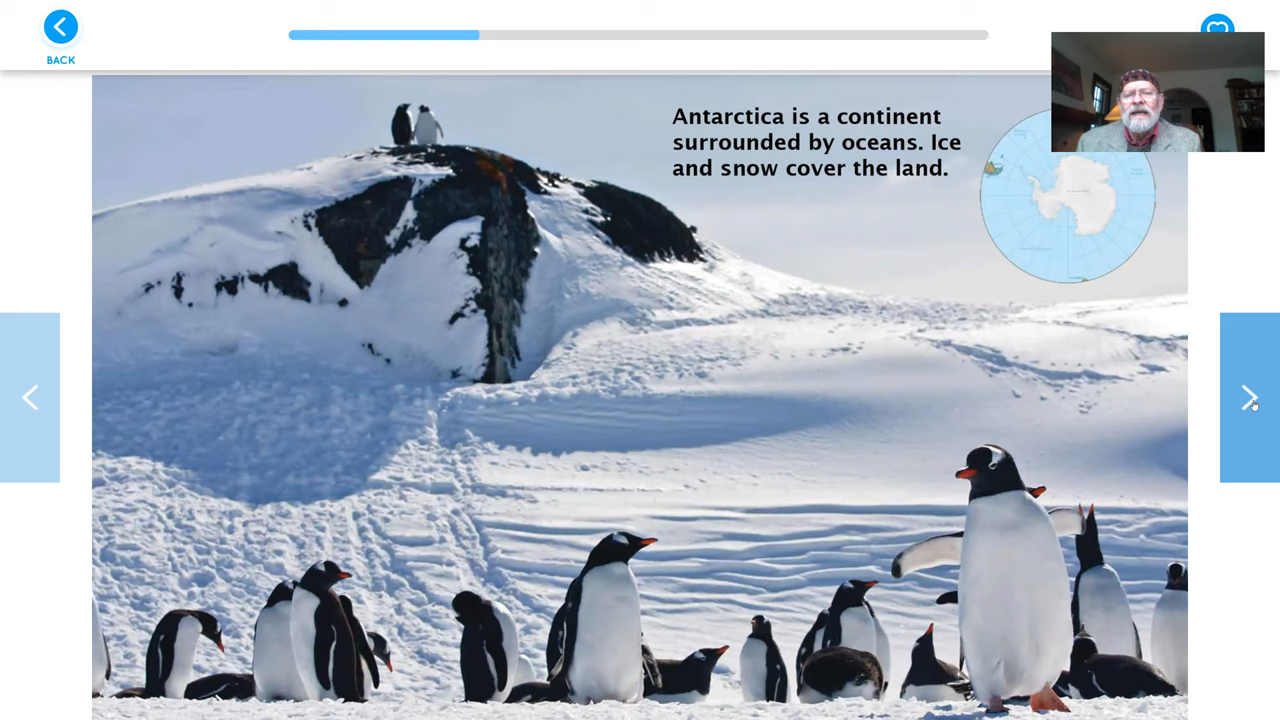 BACK
Antarctica is a continent
surrounded by oceans. Ice
and snow cover the land.